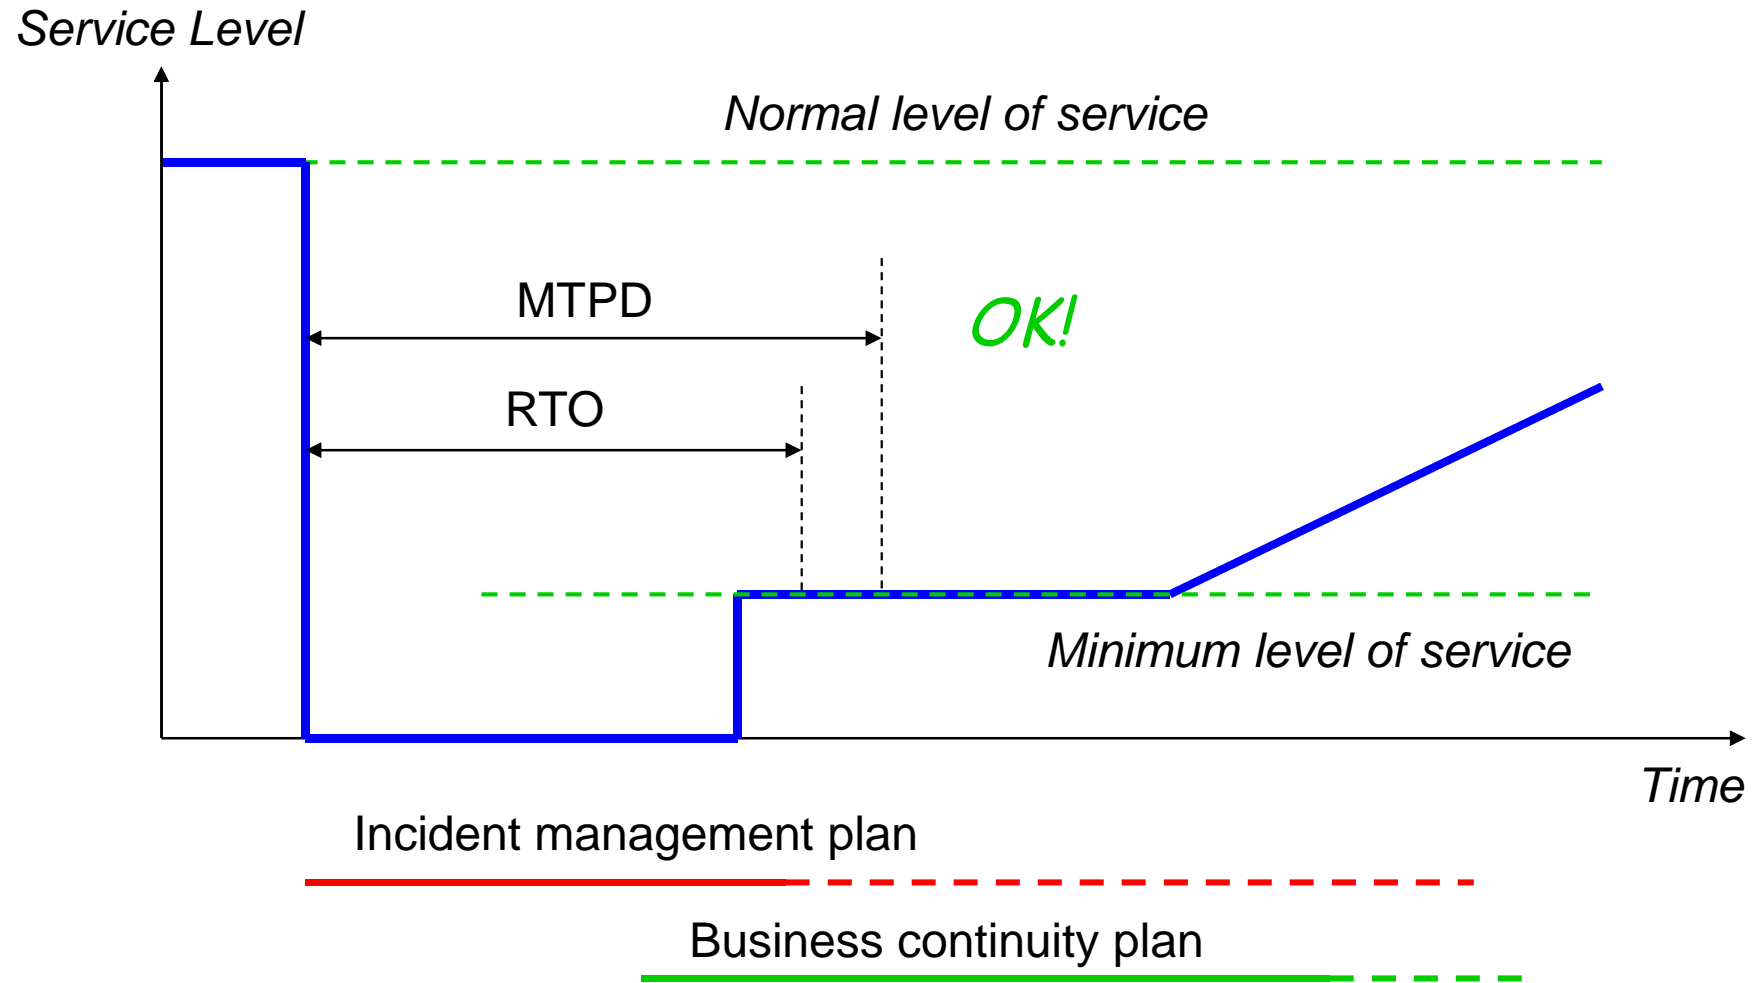 Service Level
Normal level of service
MTPD
OK!
RTO
Minimum level of service
Time
Incident management plan
Business continuity plan